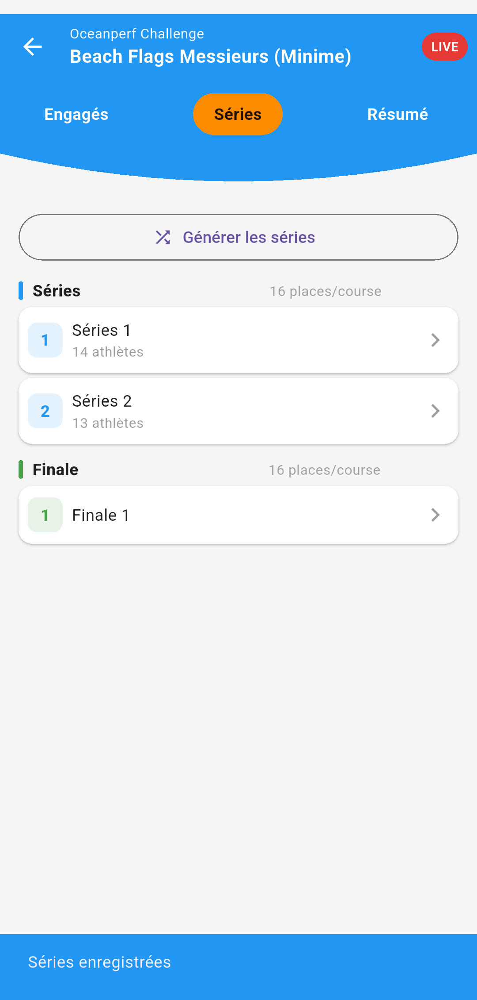 Oceanperf Challenge
Beach Flags Messieurs (Minime)
LIVE
Engagés
Séries
Résumé
Générer les séries
Séries
16 places/course
1
Séries 1
14 athlètes
2
Séries 2
13 athlètes
Finale
16 places/course
1
Finale 1
Séries enregistrées